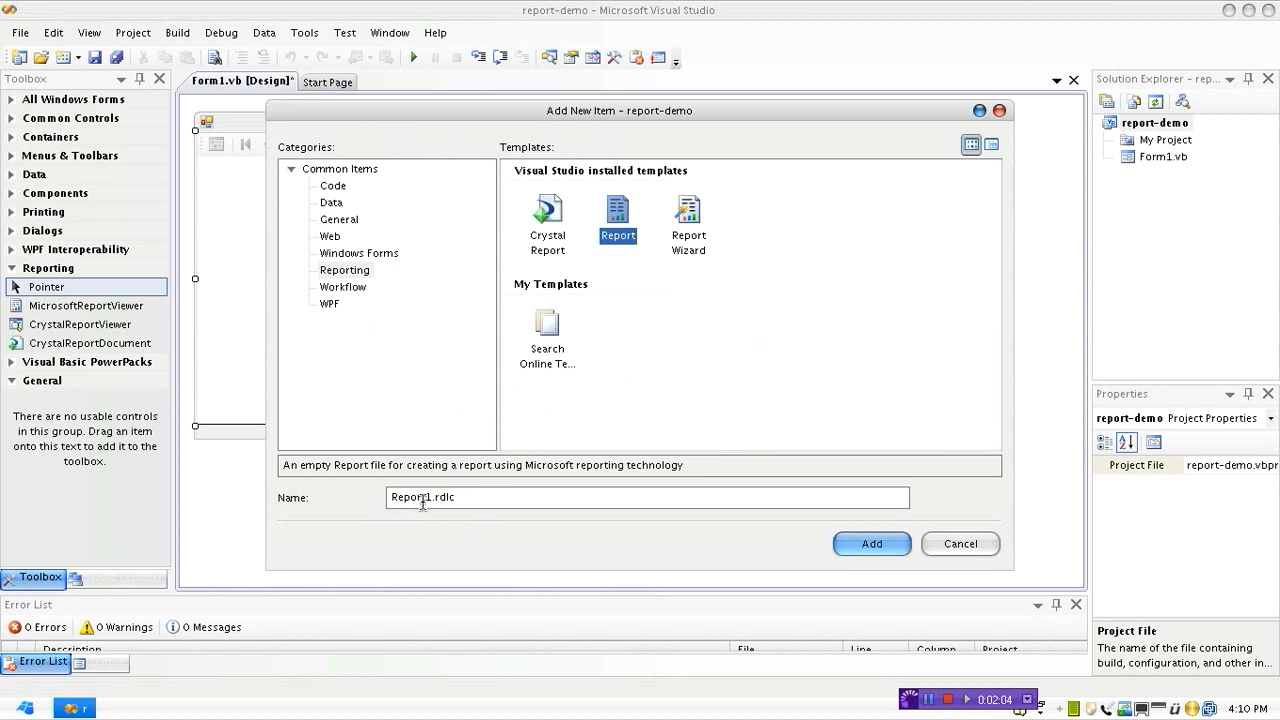 report-demo - Microsoft Visual Studio
File Edit View Project Build Debug Data Tools Test Window Help
Toolbox
Form1.vb [Design]*
Start Page
Solution Explorer - rep...
All Windows Forms
Common Controls
Containers
Menus & Toolbars
Data
Components
Printing
Dialogs
WPF Interoperability
Reporting
Pointer
MicrosoftReportViewer
CrystalReportViewer
CrystalReportDocument
Visual Basic PowerPacks
General
There are no usable controls
in this group. Drag an item
onto this text to add it to the
toolbox.
Toolbox
Add New Item - report-demo
Categories:
Common Items
Code
Data
General
Web
Windows Forms
Reporting
Workflow
WPF
Templates:
Visual Studio installed templates
Crystal
Report
Report
Report
Wizard
My Templates
Search
Online Te...
An empty Report file for creating a report using Microsoft reporting technology
Name:
Report1.rdlc
Add
Cancel
report-demo
My Project
Form1.vb
Properties
report-demo Project Properties
Project File
report-demo.vbpr
Project File
The name of the file containing
build, configuration, and other in...
Error List
0 Errors
0 Warnings
0 Messages
Description
File
Line
Column
Project
Error List
r
0:02:04
4:10 PM